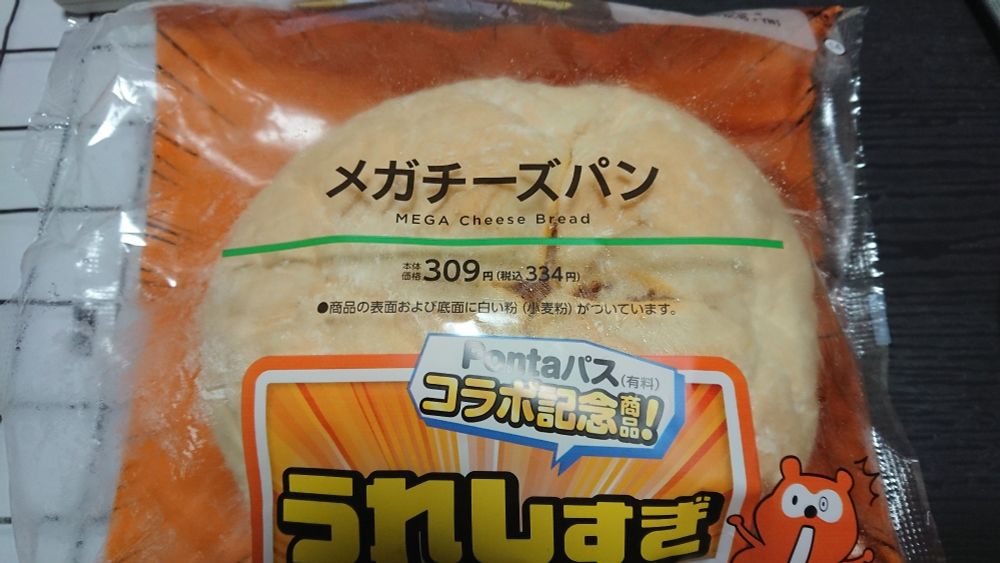 メガチーズパン
MEGA Cheese Bread
本体価格309円(税込334円)
●商品の表面および底面に白い粉(小麦粉)がついています。
Pontaパス(有料)
コラボ記念商品!
うれしすぎ